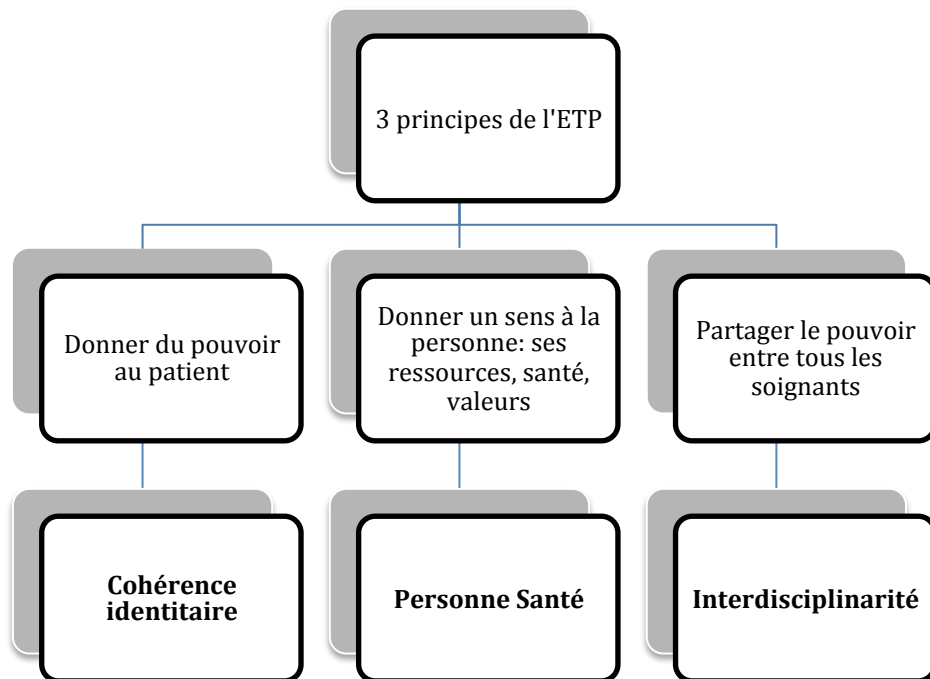 3 principes de l'ETP
Donner du pouvoir
au patient
Donner un sens à la
personne: ses
ressources, santé,
valeurs
Partager le pouvoir
entre tous les
soignants
Cohérence
identitaire
Personne Santé
Interdisciplinarité